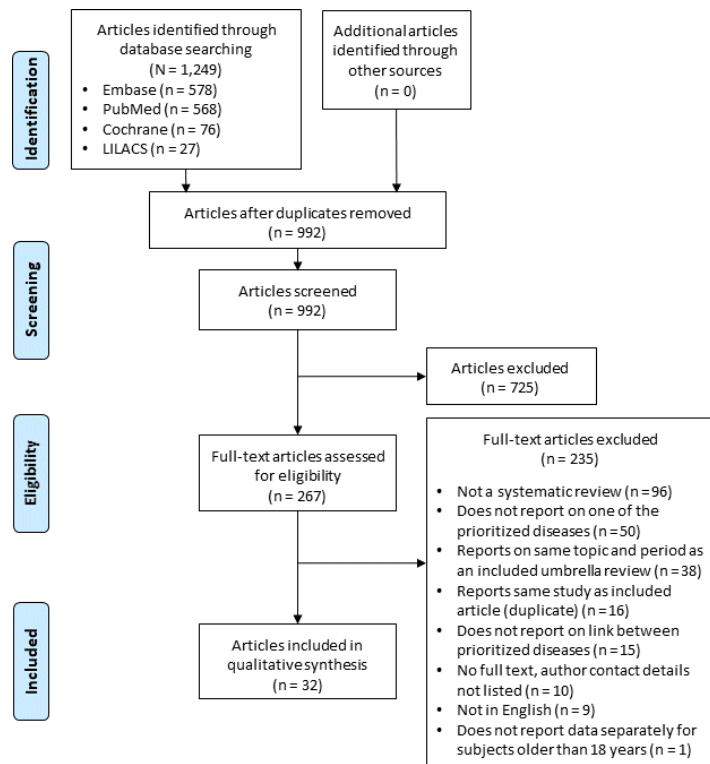 Identification
Articles identified through
database searching
(N = 1,249)
• Embase (n = 578)
• PubMed (n = 568)
• Cochrane (n = 76)
• LILACS (n = 27)
Additional articles
identified through
other sources
(n = 0)
Articles after duplicates removed
(n = 992)
Screening
Articles screened
(n = 992)
Articles excluded
(n = 725)
Eligibility
Full-text articles assessed
for eligibility
(n = 267)
Full-text articles excluded
(n = 235)
• Not a systematic review (n = 96)
• Does not report on one of the
prioritized diseases (n = 50)
• Reports on same topic and period as
an included umbrella review (n = 38)
• Reports same study as included
article (duplicate) (n = 16)
• Does not report on link between
prioritized diseases (n = 15)
• No full text, author contact details
not listed (n = 10)
• Not in English (n = 9)
• Does not report data separately for
subjects older than 18 years (n = 1)
Included
Articles included in
qualitative synthesis
(n = 32)